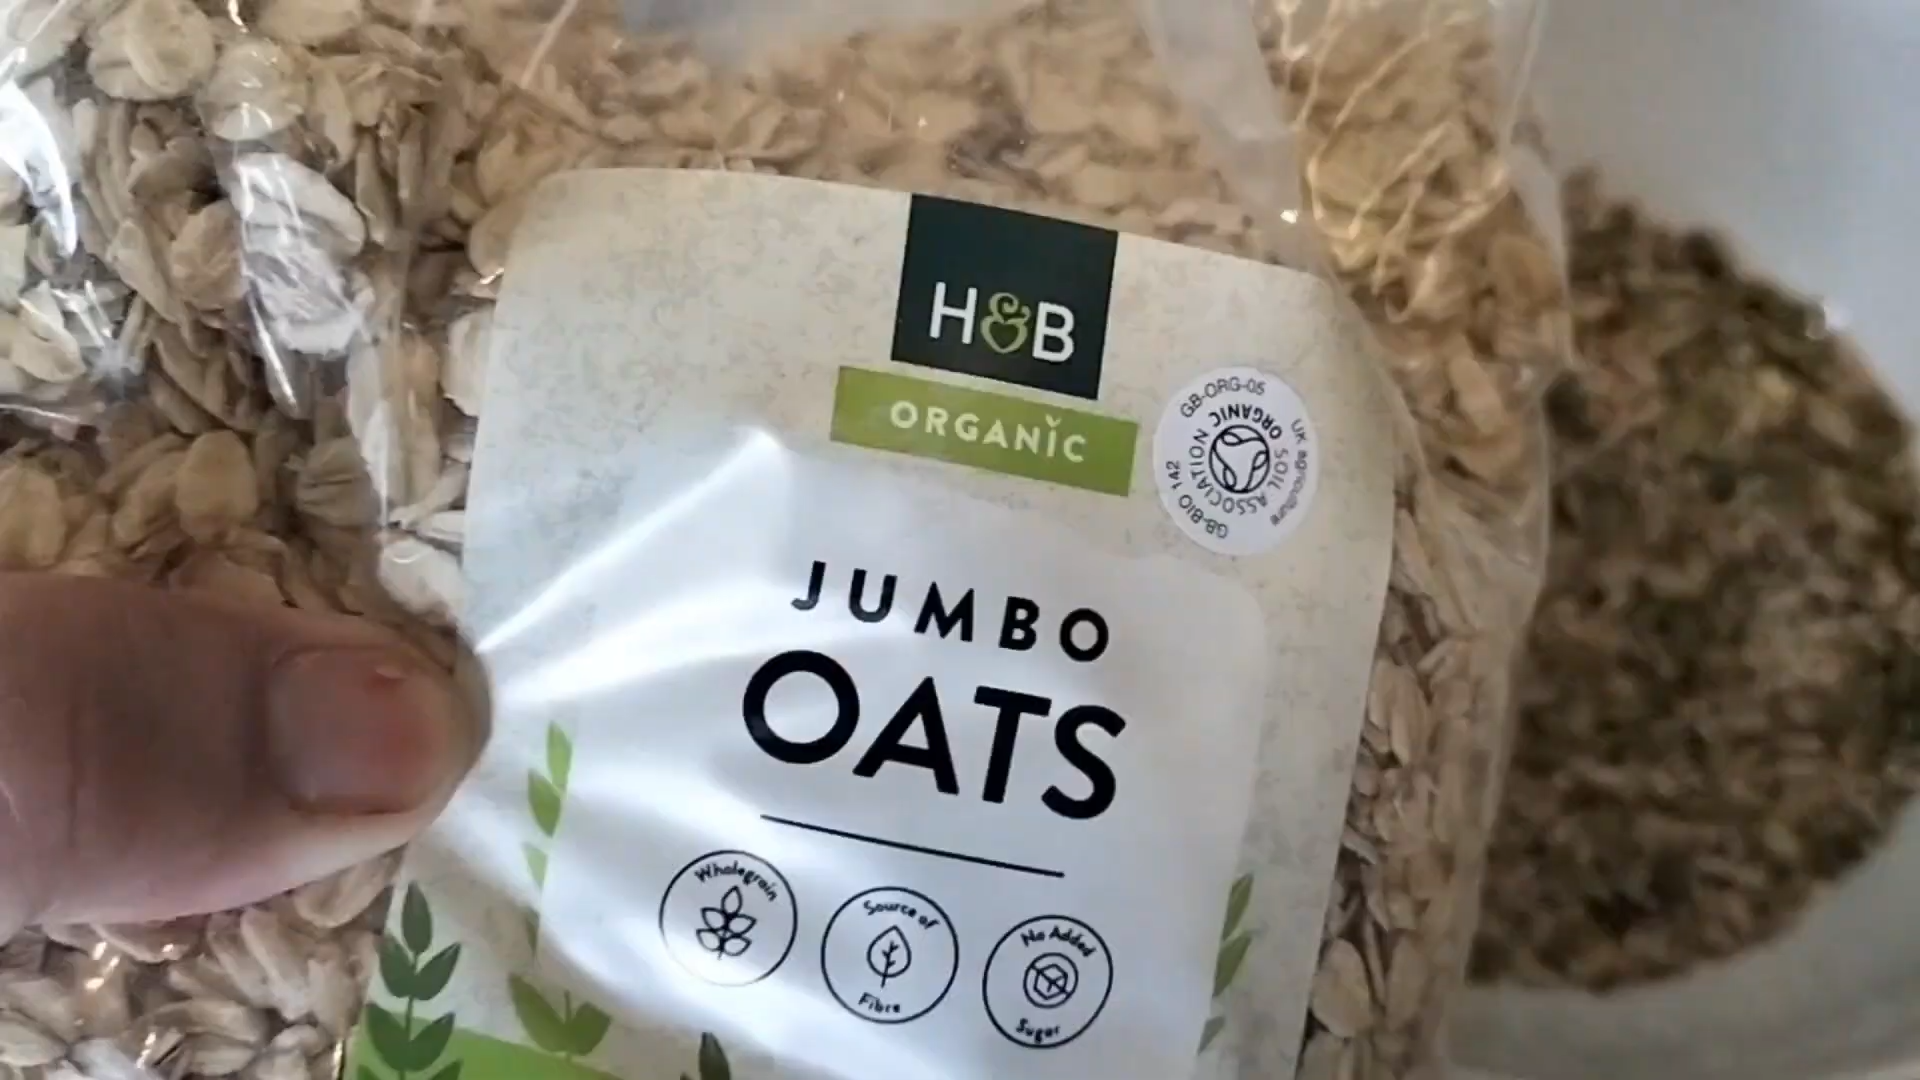 H&B
ORGANIC
GB-ORG-05
UK agriculture
GB-BIO 142
SOIL ASSOCIATION ORGANIC
JUMBO
OATS
Wholegrain
Source of
Fibre
No Added
Sugar